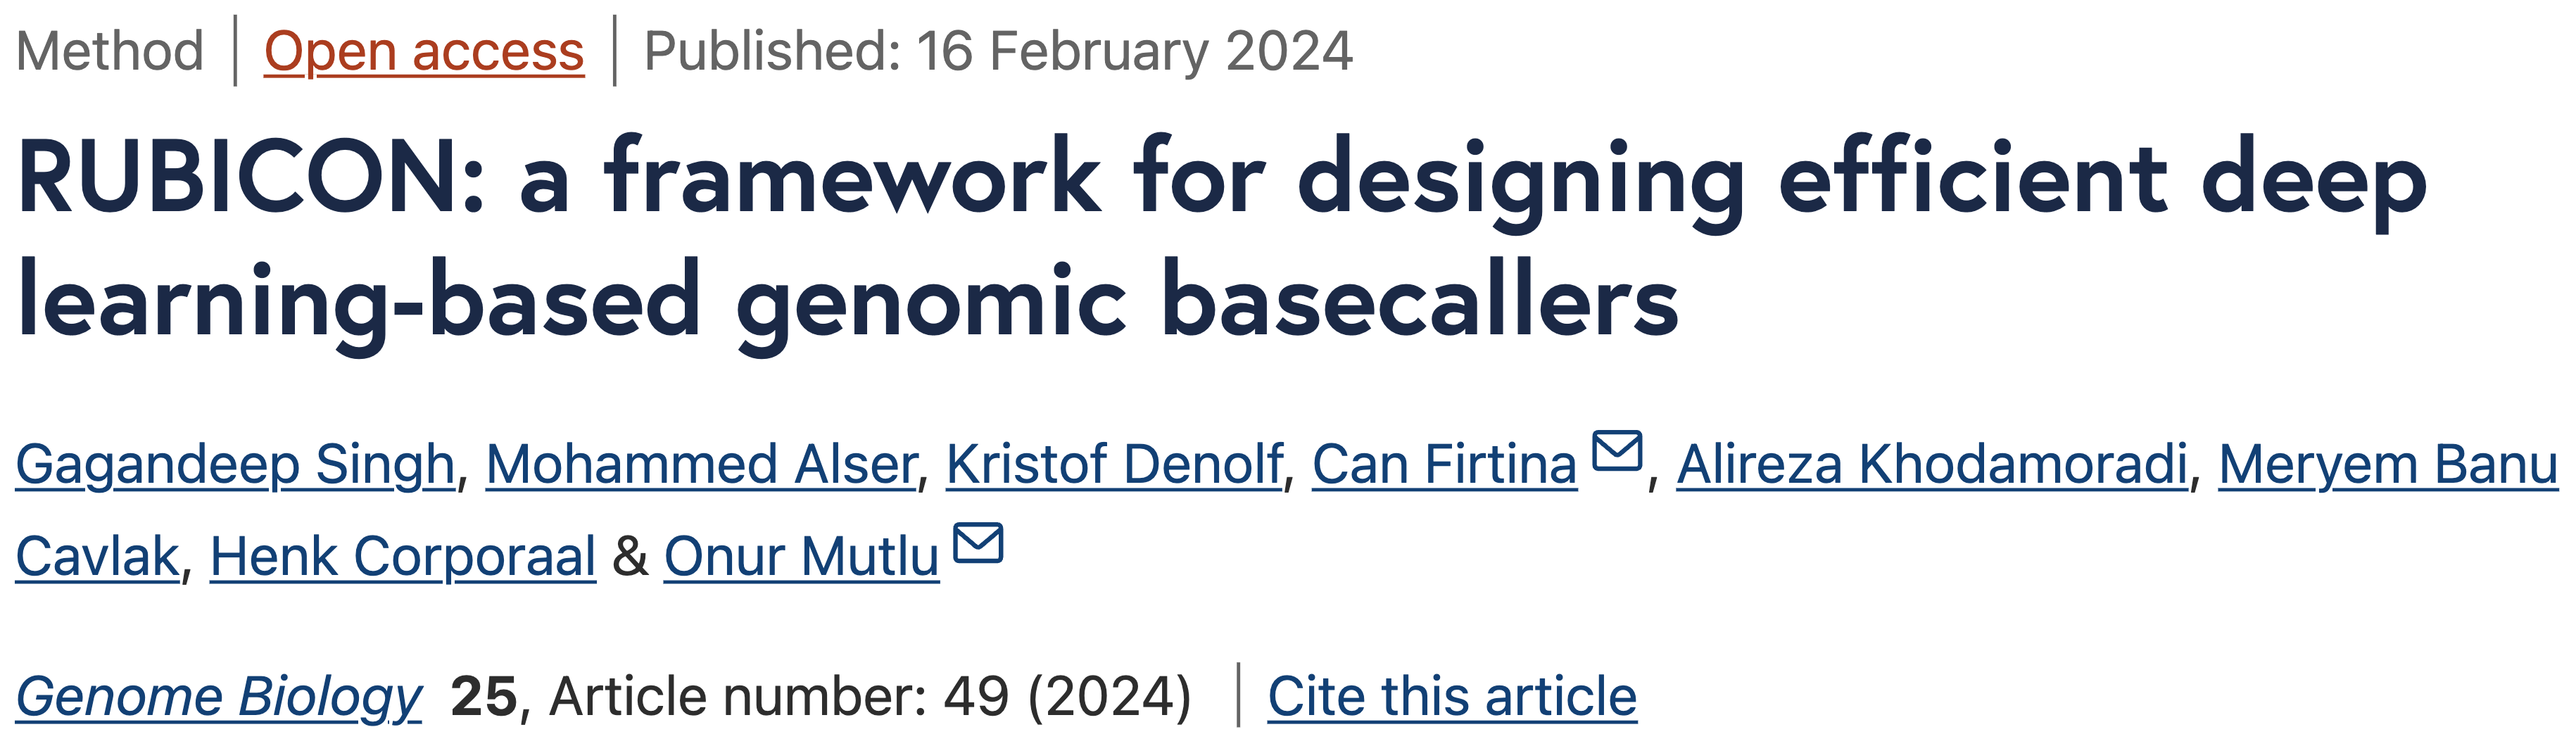 Method | Open access | Published: 16 February 2024
RUBICON: a framework for designing efficient deep
learning-based genomic basecallers
Gagandeep Singh, Mohammed Alser, Kristof Denolf, Can Firtina, Alireza Khodamoradi, Meryem Banu
Cavlak, Henk Corporaal & Onur Mutlu
Genome Biology 25, Article number: 49 (2024) | Cite this article